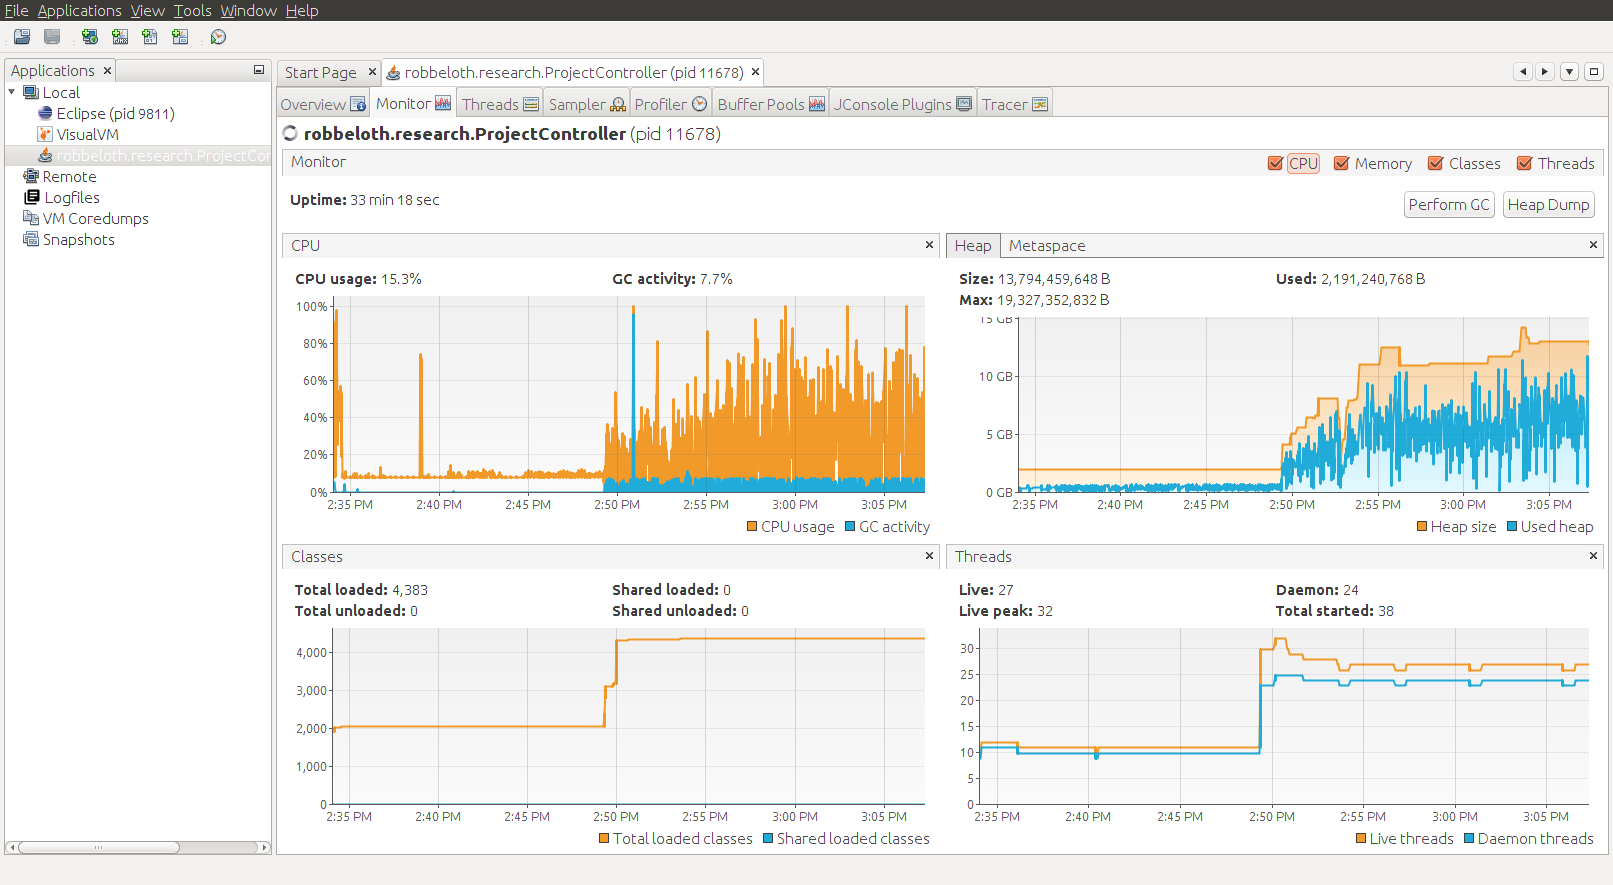 File Applications View Tools Window Help
Applications
Local
Eclipse (pid 9811)
VisualVM
robbeloth.research.ProjectCor
Remote
Logfiles
VM Coredumps
Snapshots
Start Page
robbeloth.research.ProjectController (pid 11678)
Overview Monitor Threads Sampler Profiler Buffer Pools JConsole Plugins Tracer
robbeloth.research.ProjectController (pid 11678)
Monitor
CPU Memory Classes Threads
Uptime: 33 min 18 sec
Perform GC Heap Dump
CPU
CPU usage: 15.3% GC activity: 7.7%
100%
80%
60%
40%
20%
0%
2:35 PM 2:40 PM 2:45 PM 2:50 PM 2:55 PM 3:00 PM 3:05 PM
CPU usage GC activity
Heap Metaspace
Size: 13,794,459,648 B Used: 2,191,240,768 B
Max: 19,327,352,832 B
15 GB
10 GB
5 GB
0 GB
2:35 PM 2:40 PM 2:45 PM 2:50 PM 2:55 PM 3:00 PM 3:05 PM
Heap size Used heap
Classes
Total loaded: 4,383 Shared loaded: 0
Total unloaded: 0 Shared unloaded: 0
4,000
3,000
2,000
1,000
0
2:35 PM 2:40 PM 2:45 PM 2:50 PM 2:55 PM 3:00 PM 3:05 PM
Total loaded classes Shared loaded classes
Threads
Live: 27 Daemon: 24
Live peak: 32 Total started: 38
30
25
20
15
10
5
0
2:35 PM 2:40 PM 2:45 PM 2:50 PM 2:55 PM 3:00 PM 3:05 PM
Live threads Daemon threads